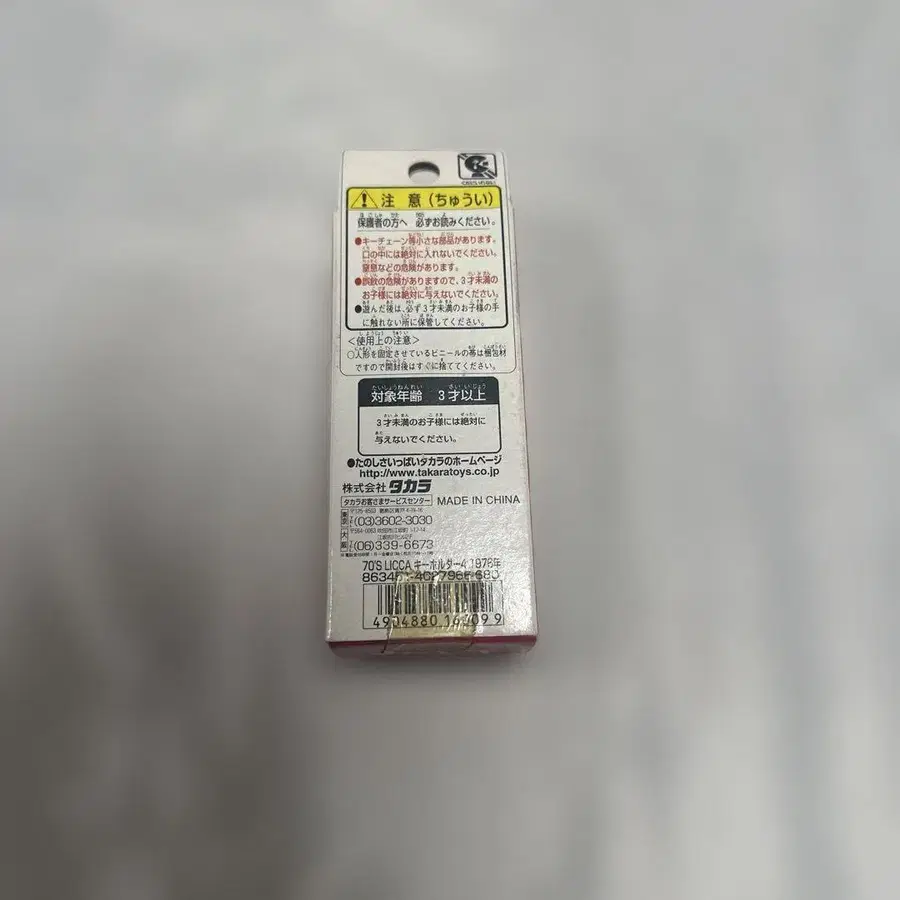 注意(ちゅうい)
保護者の方へ 必ずお読みください。
●キーチェーン等小さな部品があります。
口の中には絶対に入れないでください。
窒息などの危険があります。
●誤飲の危険がありますので、3才未満の
お子様には絶対に与えないでください。
●遊んだ後は、必ず3才未満のお子様の手
に触れない所に保管してください。
<使用上の注意>
○人形を固定させているビニールの帯は梱包材
ですので開封後はすぐに捨ててください。
対象年齢 3才以上
3才未満のお子様には絶対に
与えないでください。
●たのしさいっぱいタカラのホームページ
http://www.takaratoys.co.jp
株式会社 タカラ
タカラお客さまサービスセンター MADE IN CHINA
東京
(03)3602-3030
大阪
(06)339-6673
70'S LICCA キーホルダー4 1976年